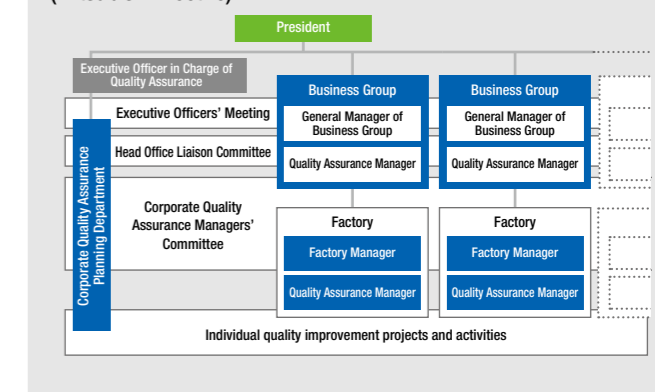 President
Executive Officer in Charge of
Quality Assurance
Business Group
Business Group
Executive Officers' Meeting
General Manager of
Business Group
General Manager of
Business Group
Head Office Liaison Committee
Quality Assurance Manager
Quality Assurance Manager
Corporate Quality Assurance
Planning Department
Corporate Quality
Assurance Managers'
Committee
Factory
Factory
Factory Manager
Factory Manager
Quality Assurance Manager
Quality Assurance Manager
Individual quality improvement projects and activities